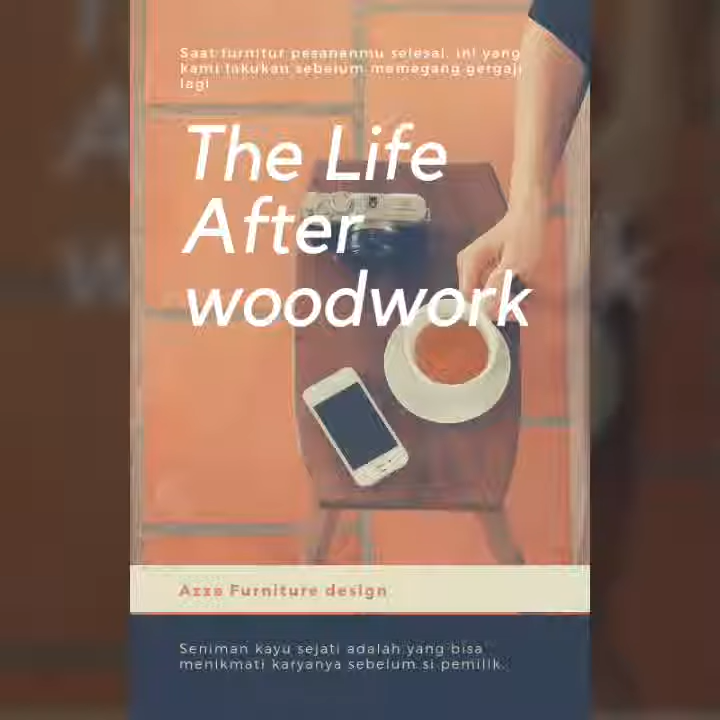 Saat furnitur pesananmu selesai, ini yang
kami lakukan sebelum memegang gergaji
lagi
The Life
After
woodwork
Azza Furniture design
Seniman kayu sejati adalah yang bisa
menikmati karyanya sebelum si pemilik.